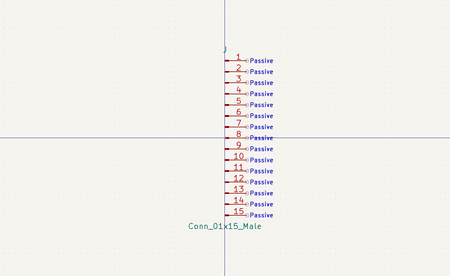 J
1 Passive
2 Passive
3 Passive
4 Passive
5 Passive
6 Passive
7 Passive
8 Passive
9 Passive
10 Passive
11 Passive
12 Passive
13 Passive
14 Passive
15 Passive
Conn_01x15_Male